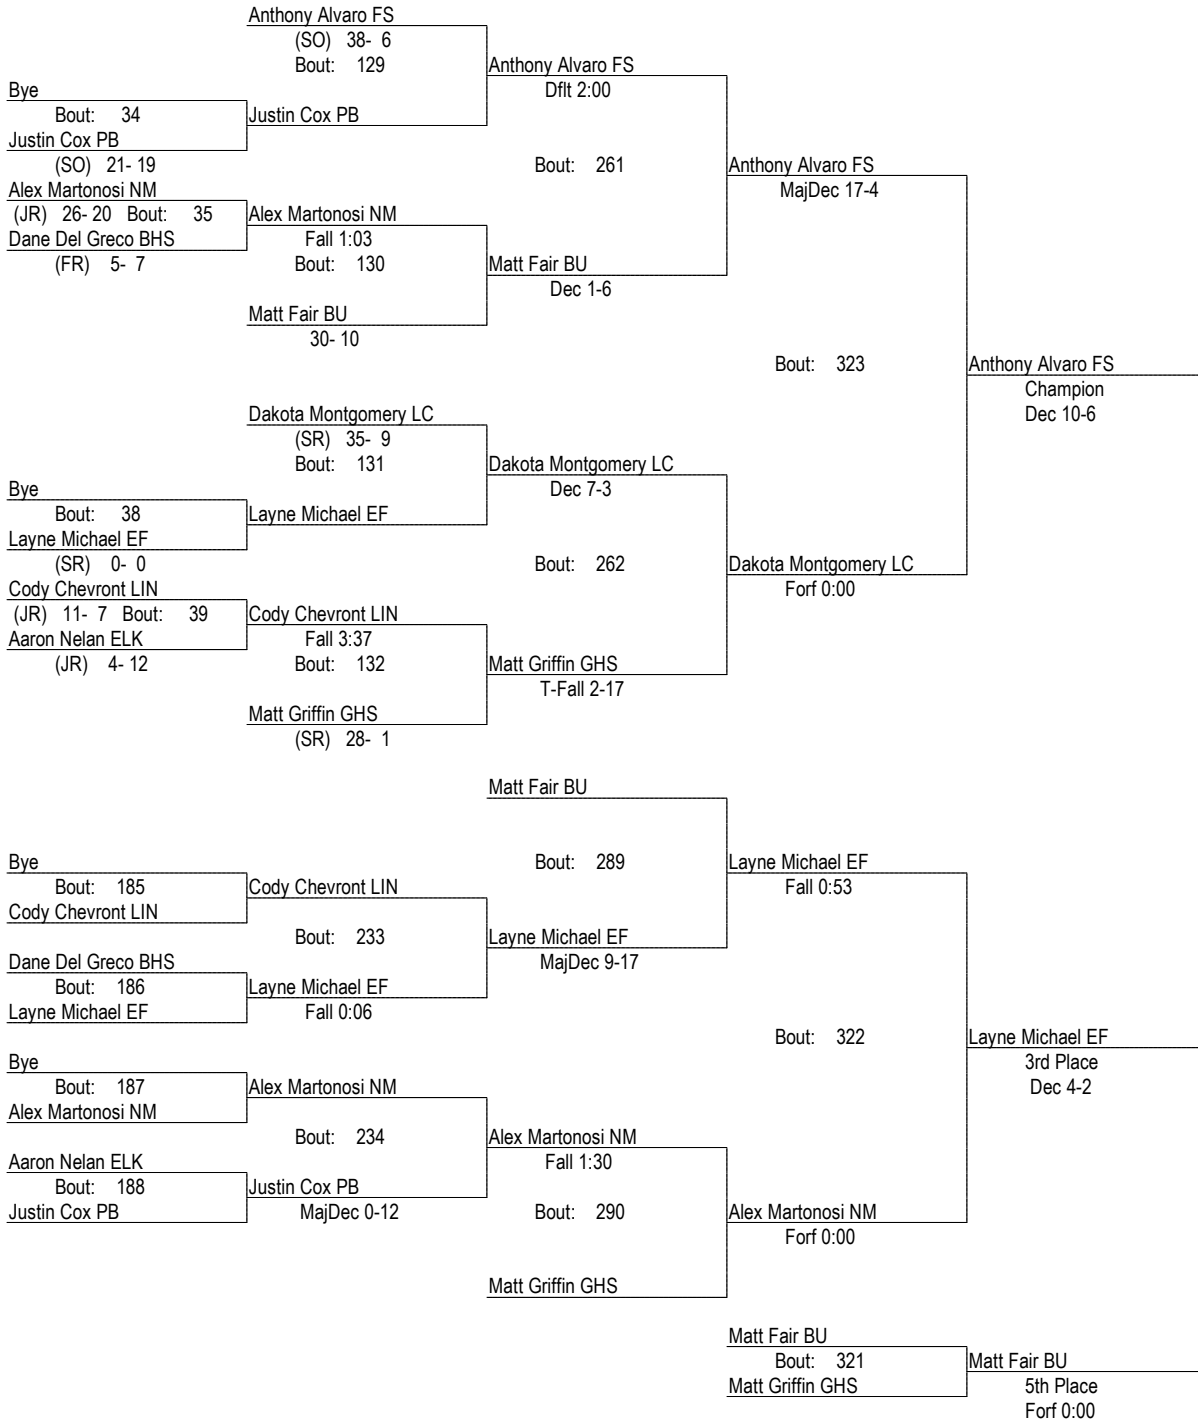 Anthony Alvaro FS
(SO) 38- 6
Bout: 129
Anthony Alvaro FS
Dflt 2:00
Bye
Bout: 34
Justin Cox PB
Justin Cox PB
(SO) 21- 19
Bout: 261
Anthony Alvaro FS
MajDec 17-4
Alex Martonosi NM
(JR) 26- 20 Bout: 35
Alex Martonosi NM
Dane Del Greco BHS
Fall 1:03
(FR) 5- 7
Bout: 130
Matt Fair BU
Dec 1-6
Matt Fair BU
30- 10
Bout: 323
Anthony Alvaro FS
Champion
Dec 10-6
Dakota Montgomery LC
(SR) 35- 9
Bout: 131
Dakota Montgomery LC
Dec 7-3
Bye
Bout: 38
Layne Michael EF
Layne Michael EF
(SR) 0- 0
Bout: 262
Dakota Montgomery LC
Forf 0:00
Cody Chevront LIN
(JR) 11- 7 Bout: 39
Cody Chevront LIN
Aaron Nelan ELK
Fall 3:37
(JR) 4- 12
Bout: 132
Matt Griffin GHS
T-Fall 2-17
Matt Griffin GHS
(SR) 28- 1
Matt Fair BU
Bye
Bout: 289
Layne Michael EF
Fall 0:53
Bout: 185
Cody Chevront LIN
Cody Chevront LIN
Bout: 233
Layne Michael EF
MajDec 9-17
Dane Del Greco BHS
Bout: 186
Layne Michael EF
Layne Michael EF
Fall 0:06
Bout: 322
Layne Michael EF
3rd Place
Dec 4-2
Bye
Bout: 187
Alex Martonosi NM
Alex Martonosi NM
Bout: 234
Alex Martonosi NM
Fall 1:30
Aaron Nelan ELK
Bout: 188
Justin Cox PB
Justin Cox PB
MajDec 0-12
Bout: 290
Alex Martonosi NM
Forf 0:00
Matt Griffin GHS
Matt Fair BU
Bout: 321
Matt Fair BU
Matt Griffin GHS
5th Place
Forf 0:00